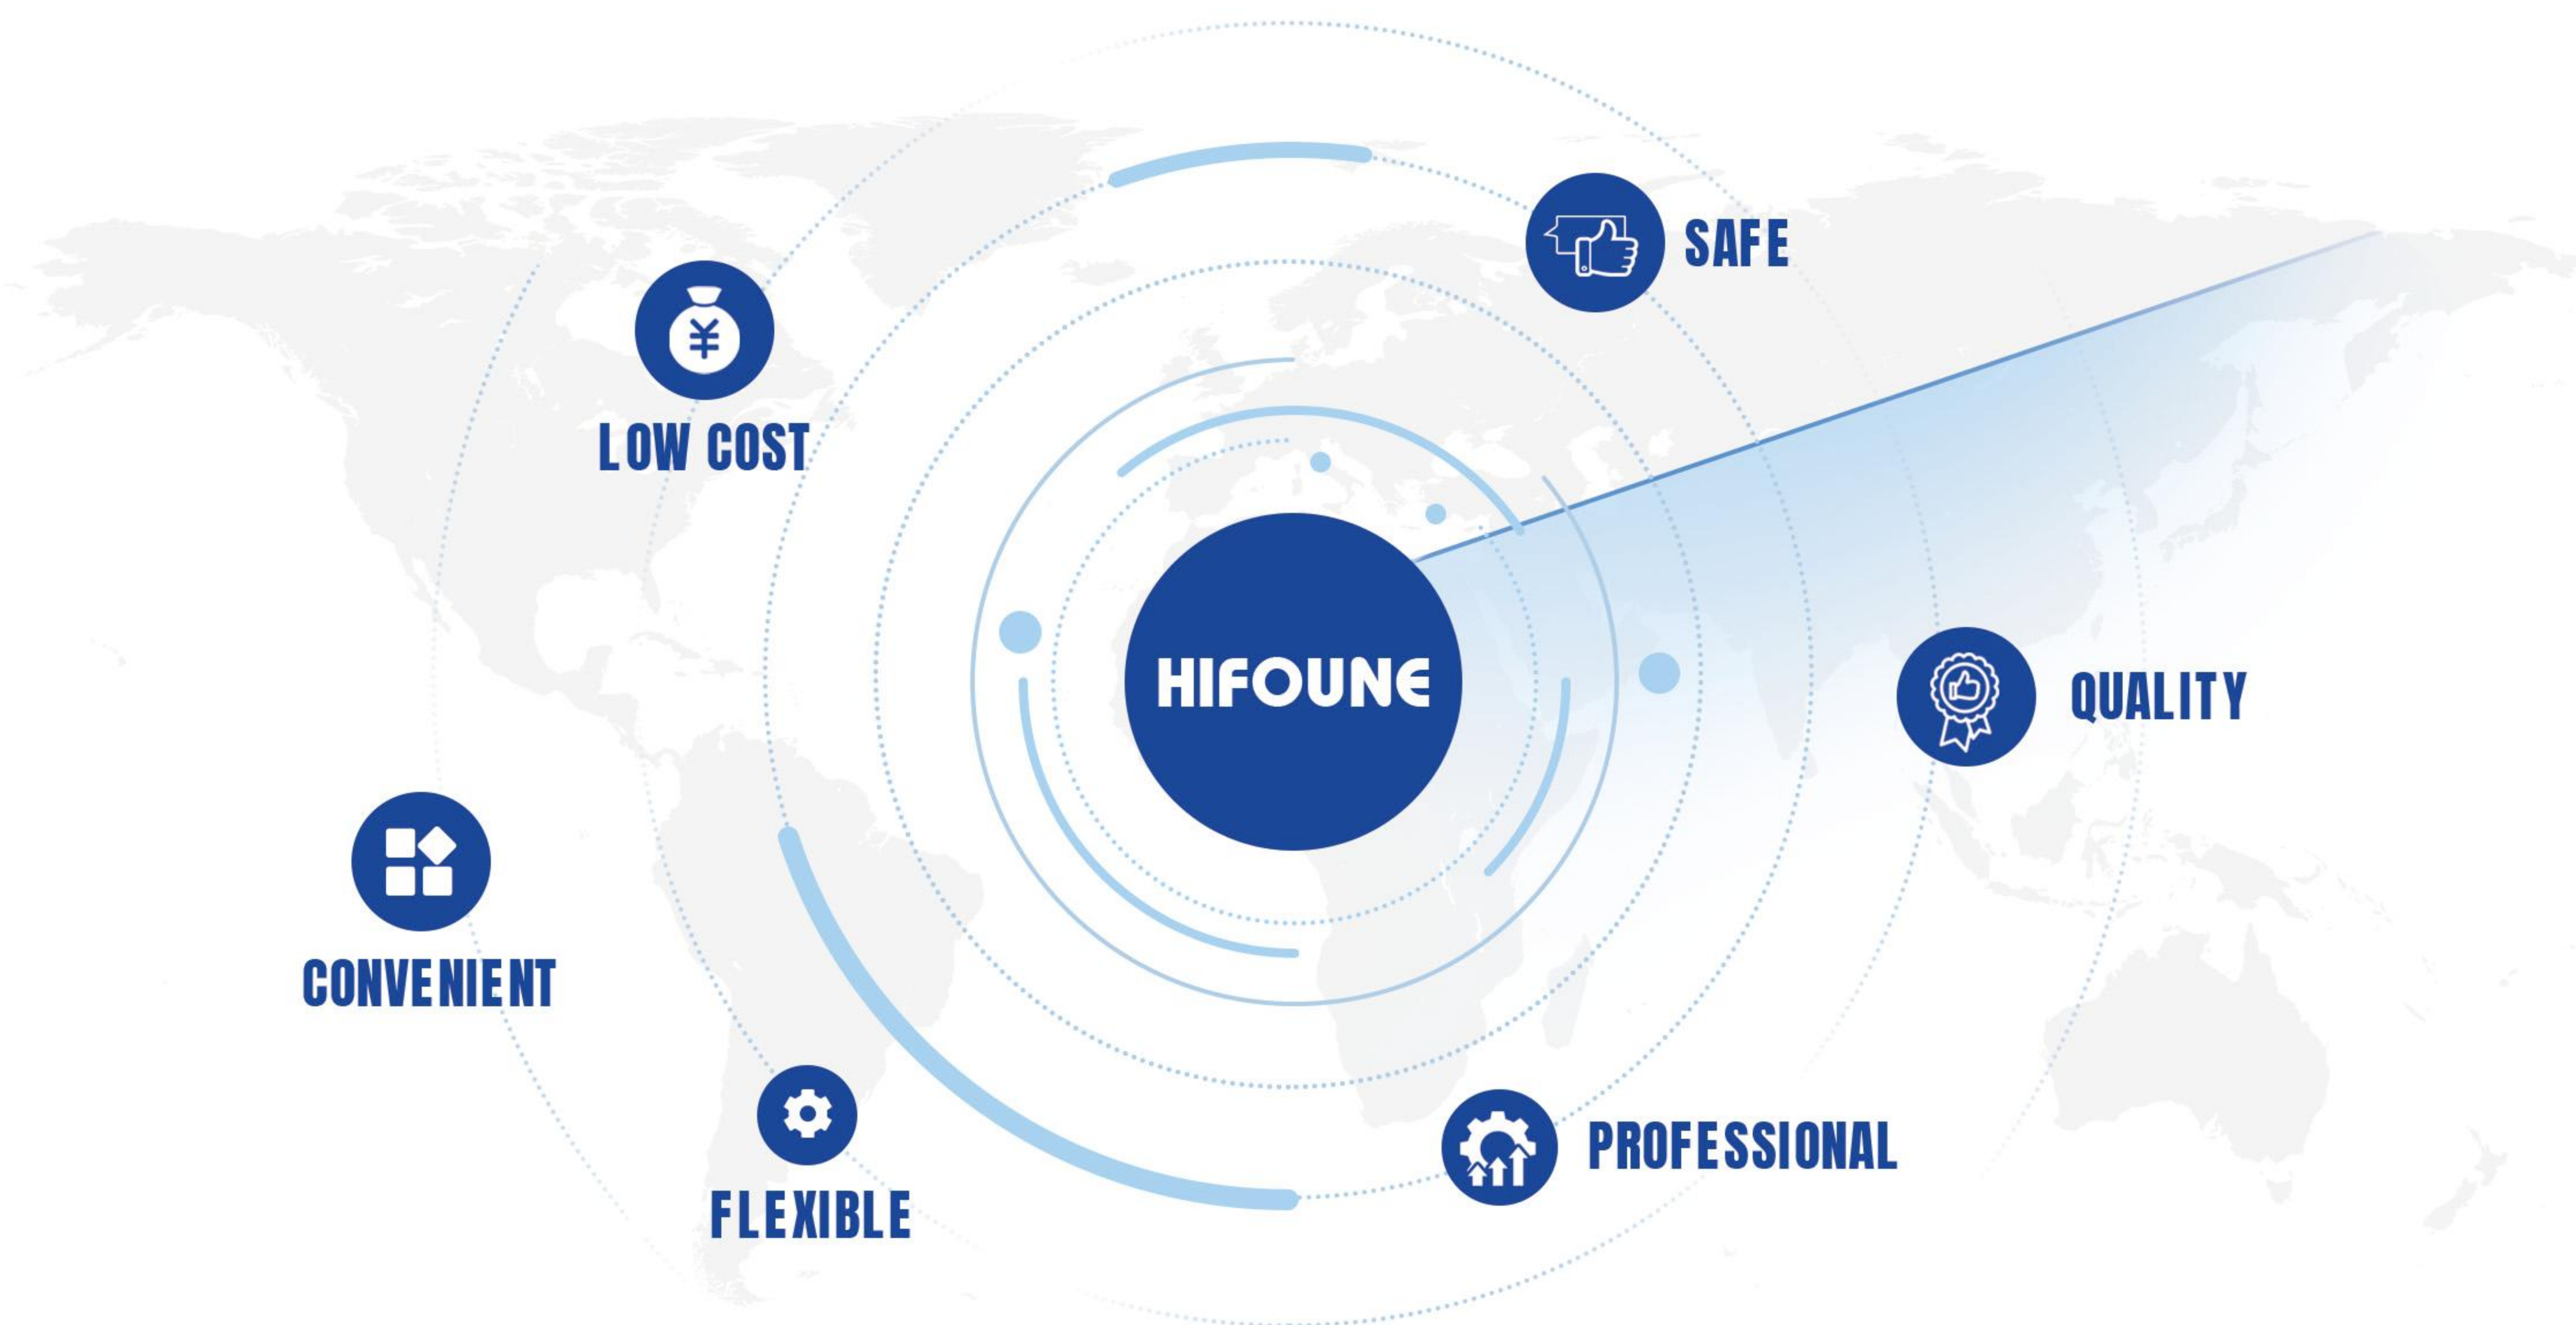 SAFE
LOW COST
HIFOUNE
QUALITY
CONVENIENT
FLEXIBLE
PROFESSIONAL